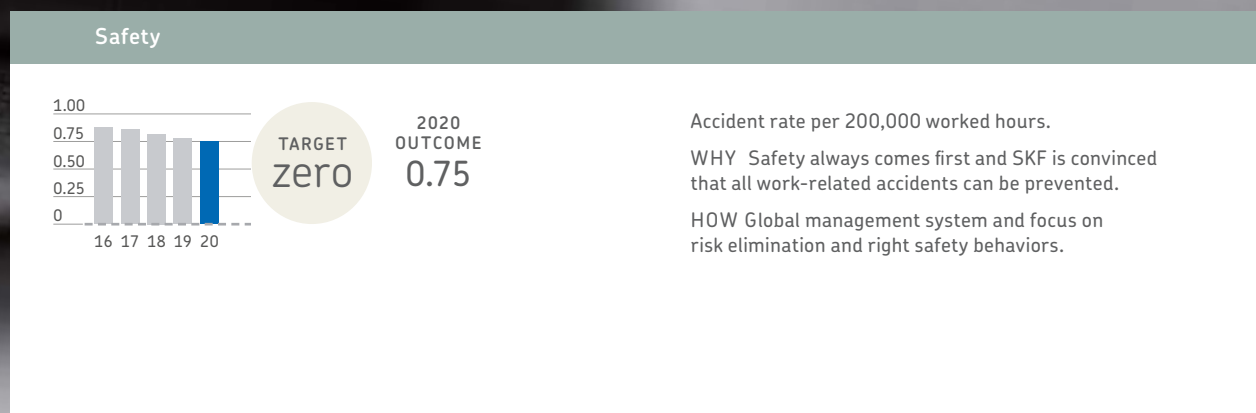 Safety
1.00
0.75
0.50
0.25
0
16 17 18 19 20
TARGET
zero
2020
OUTCOME
0.75
Accident rate per 200,000 worked hours.
WHY Safety always comes first and SKF is convinced
that all work-related accidents can be prevented.
HOW Global management system and focus on
risk elimination and right safety behaviors.